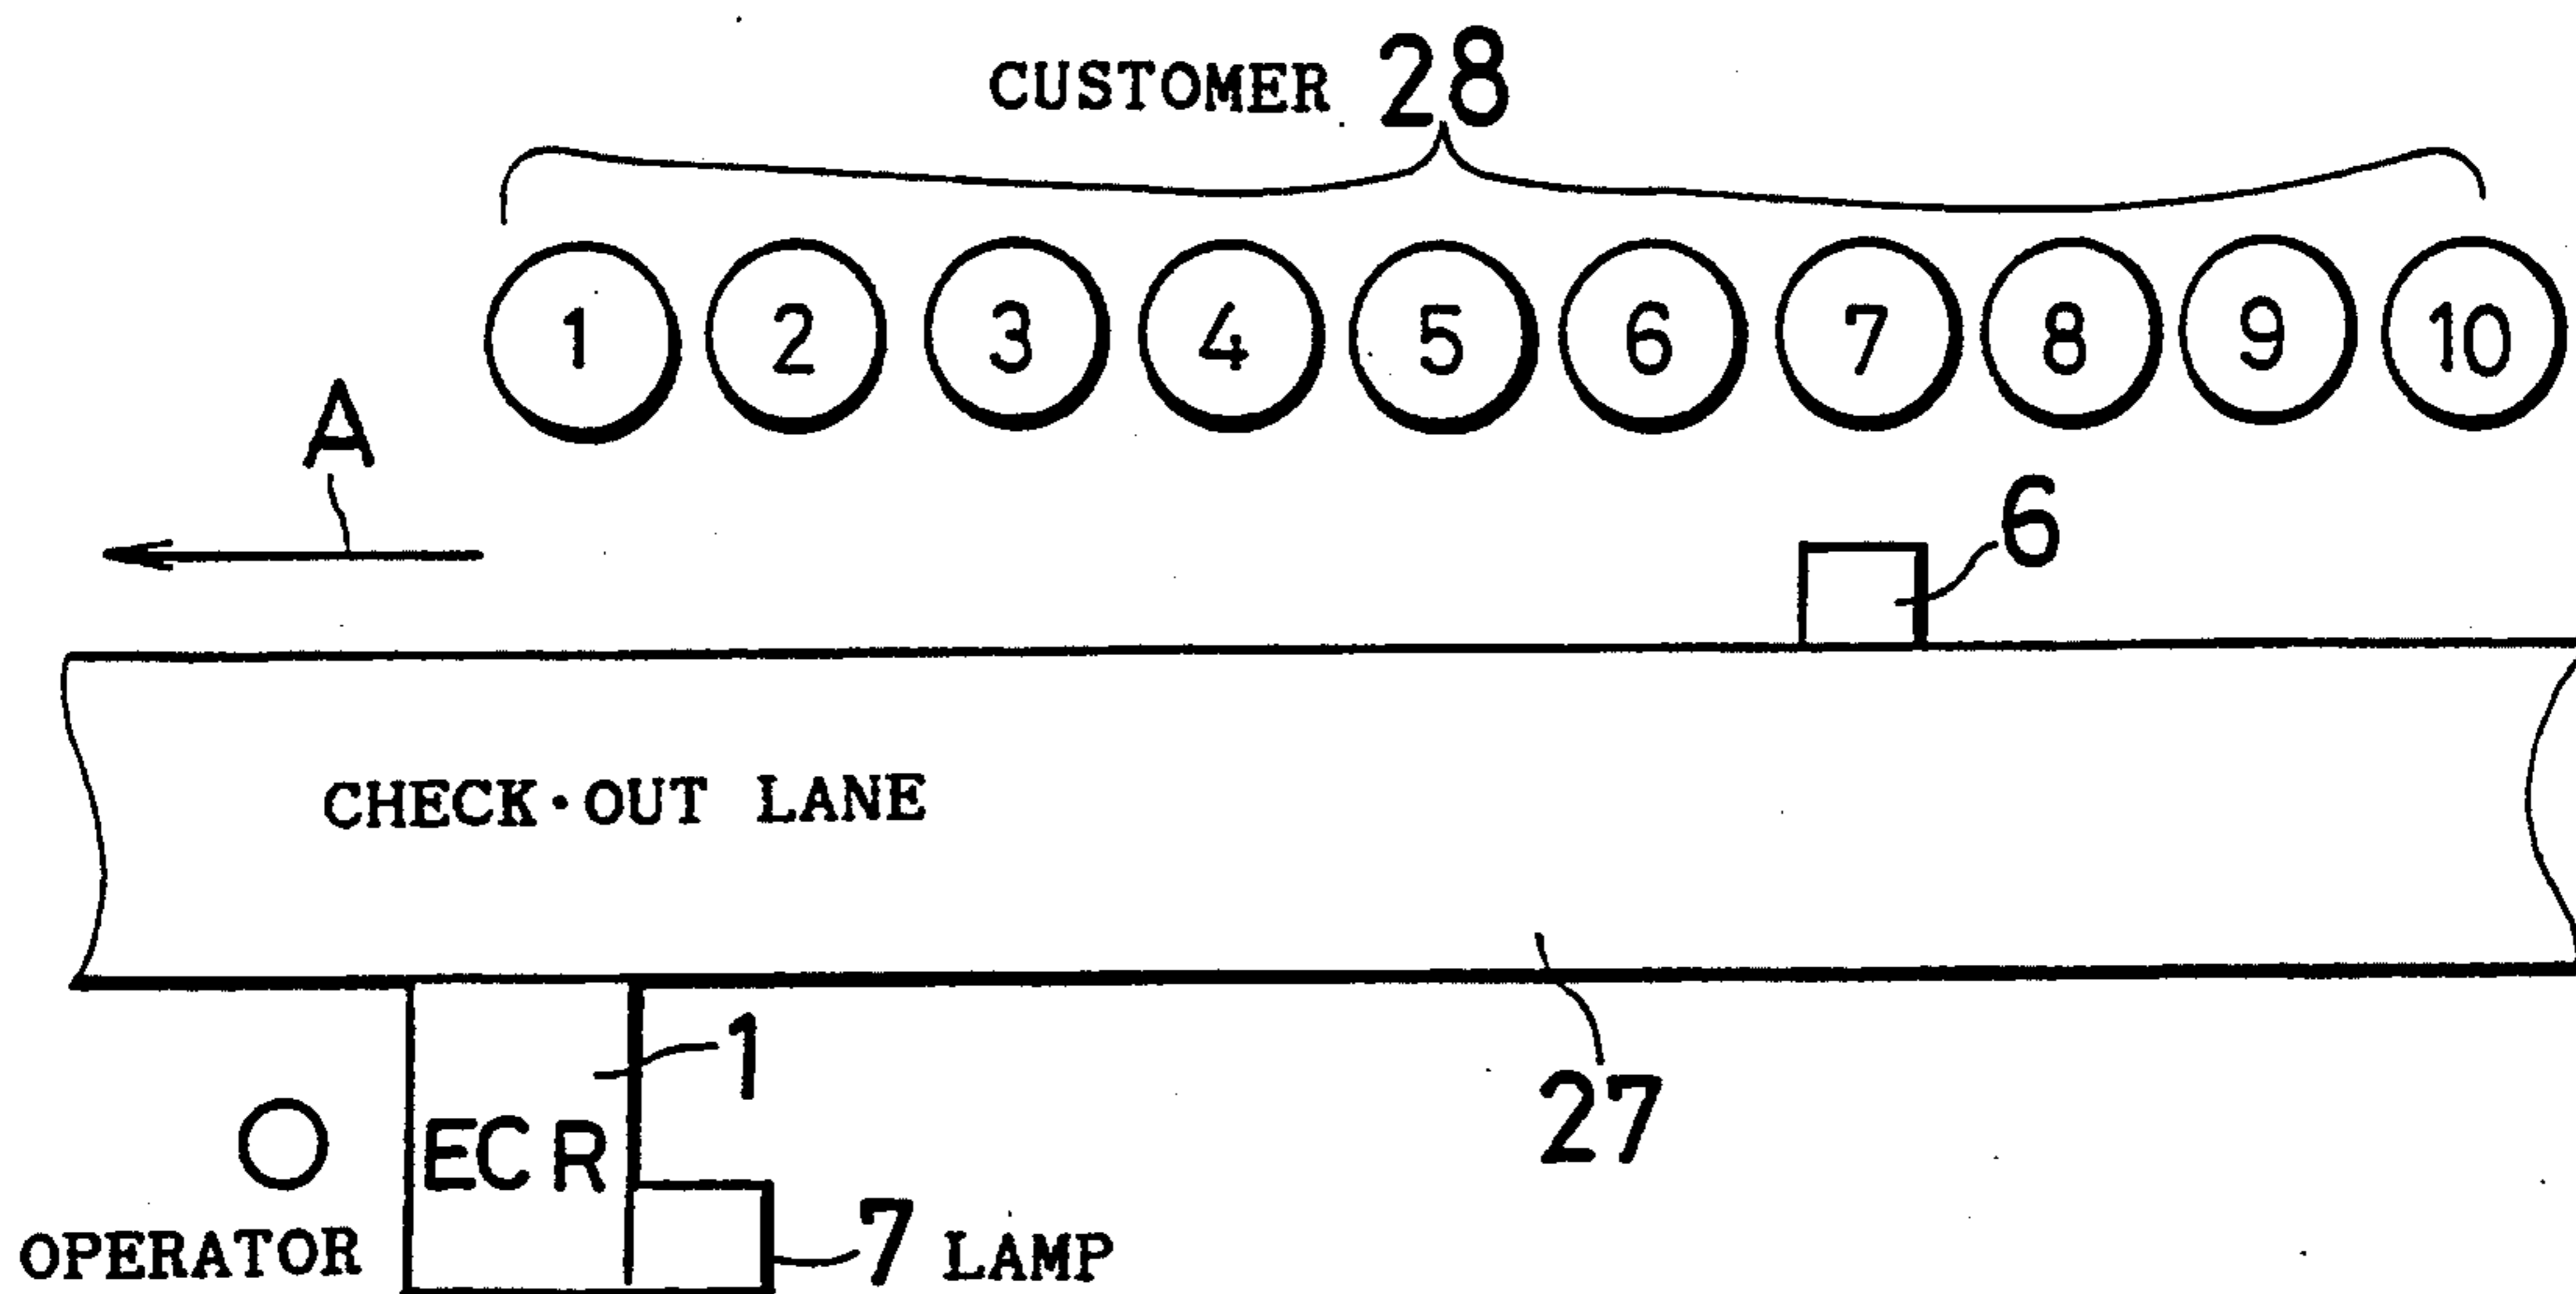 CUSTOMER 28
1 2 3 4 5 6 7 8 9 10
A
6
CHECK·OUT LANE
1
27
ECR
OPERATOR
7 LAMP